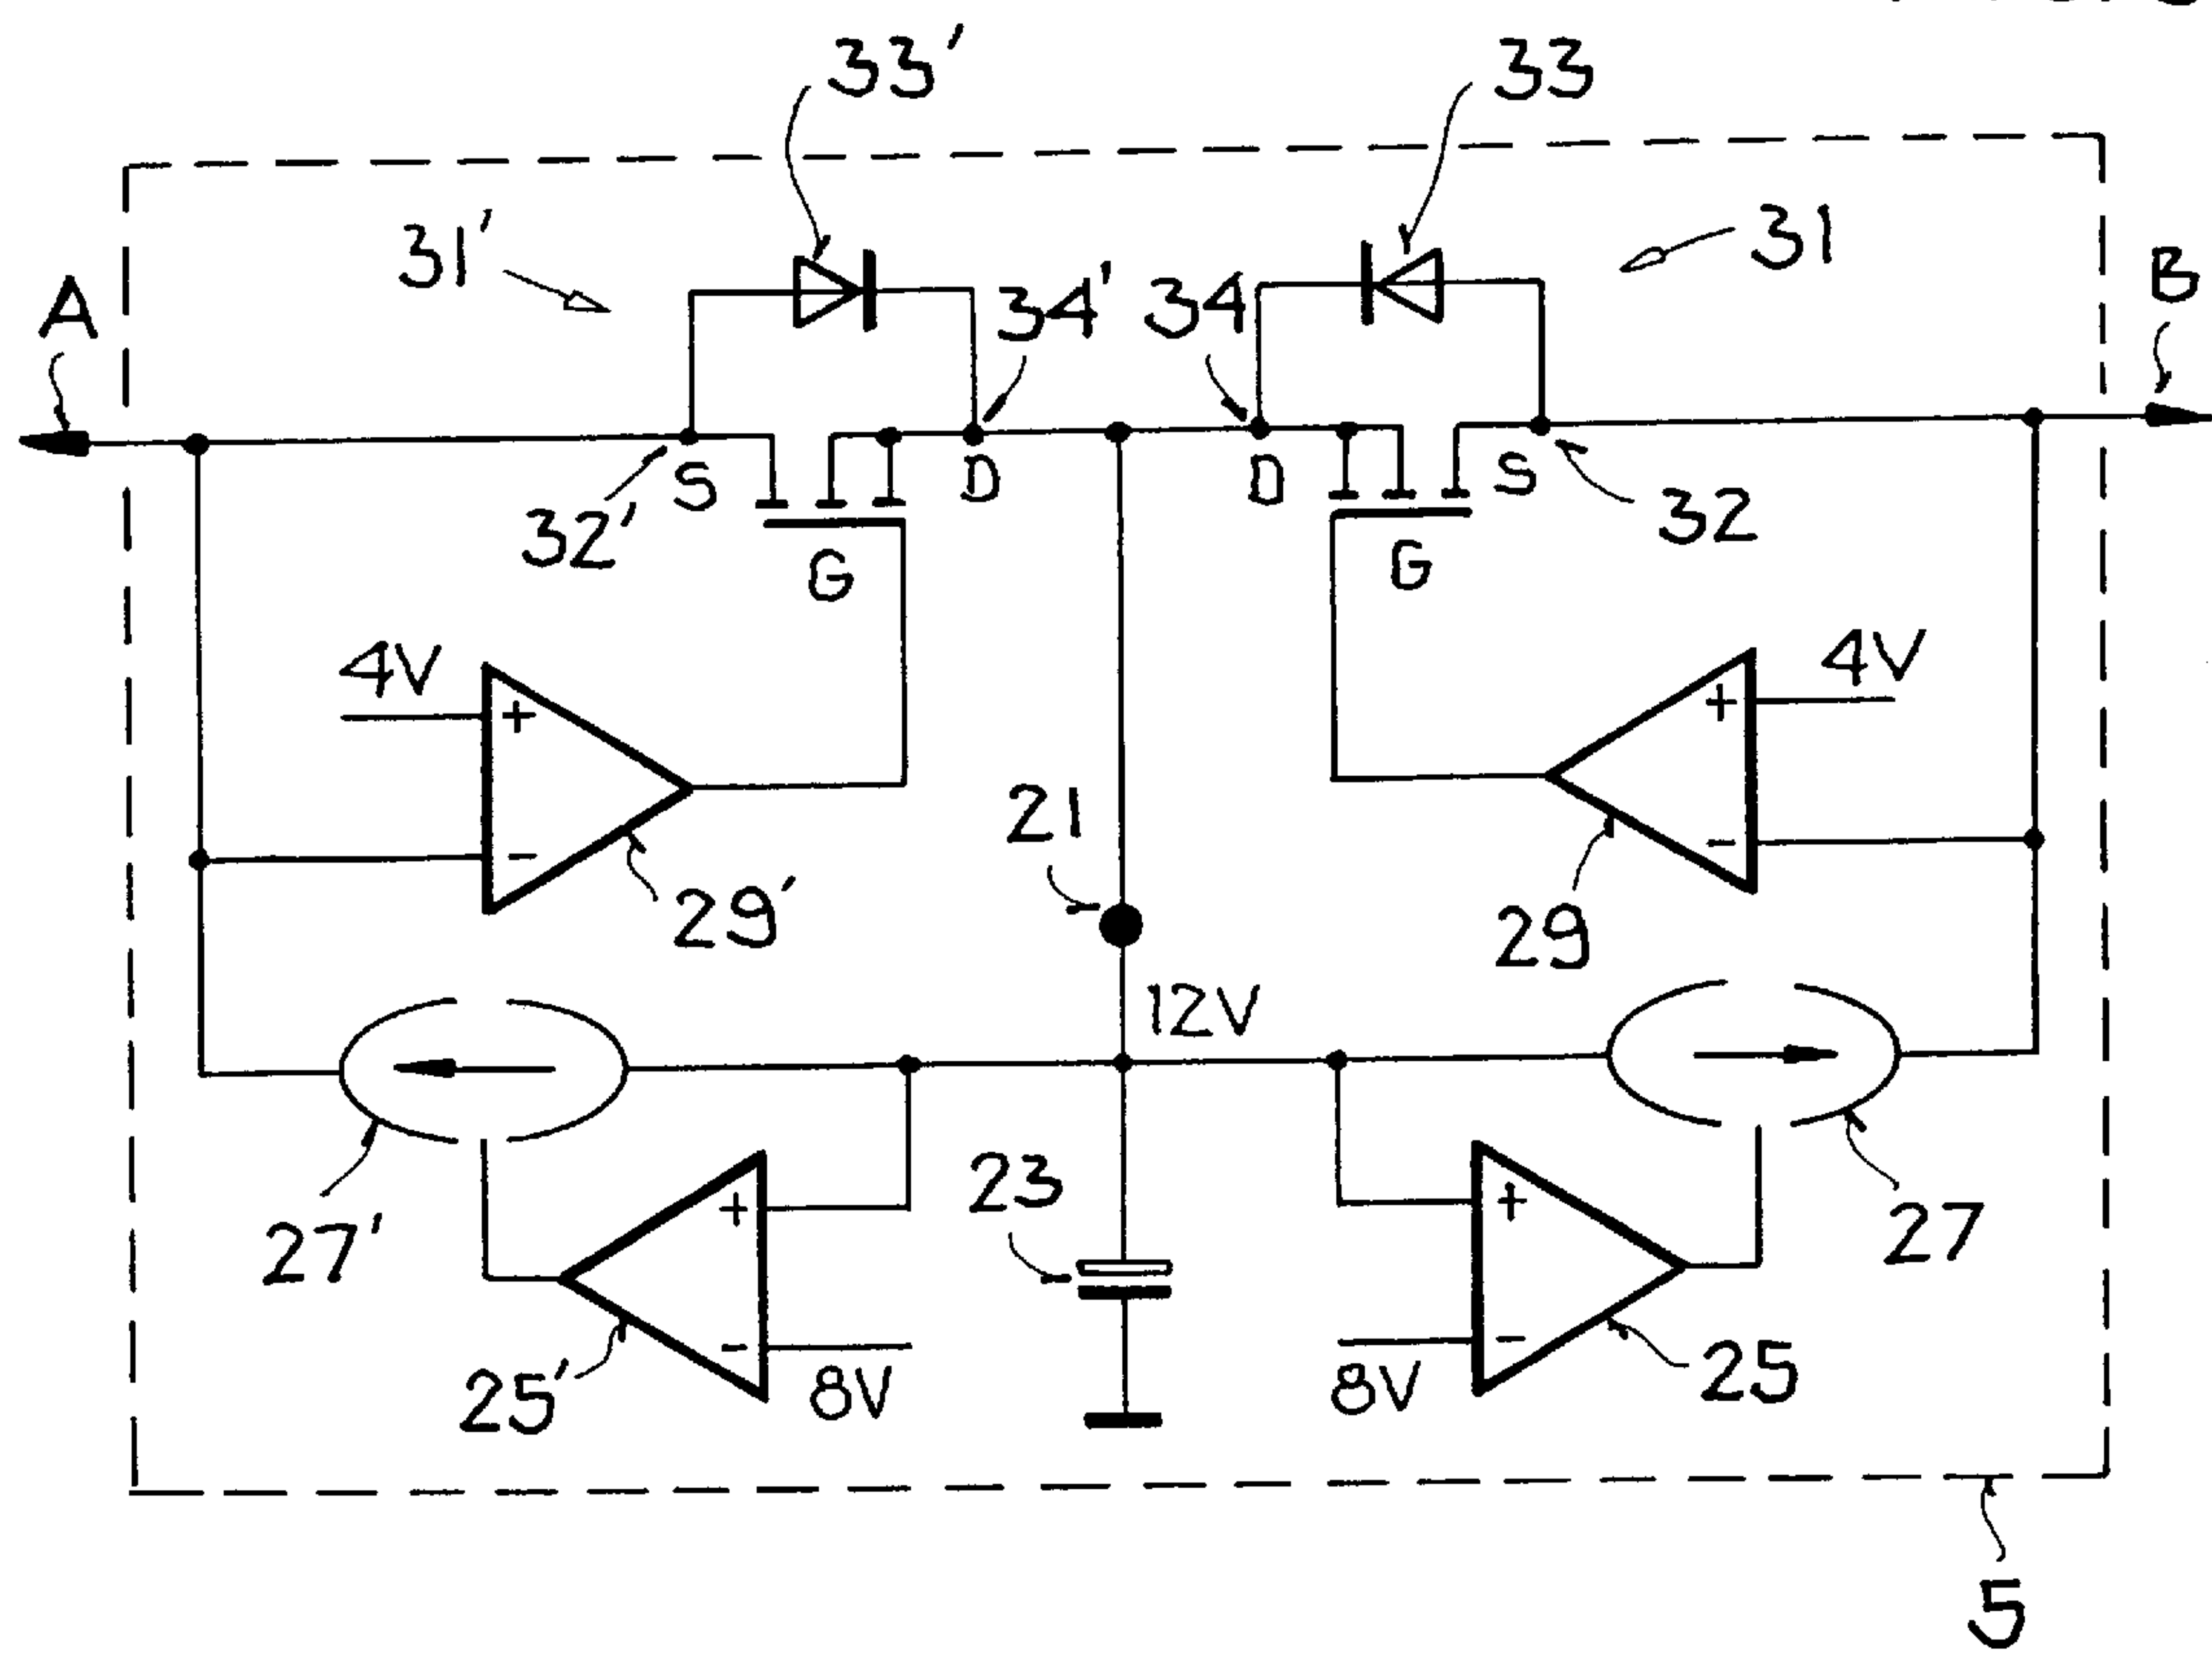 33' 33
31' 31
A 34' 34 B
S D D S
32' 32
G G
4V 4V
+ +
21
- -
29' 29
12V
23
+ +
27' 27
- -
25' 8V 8V 25
5